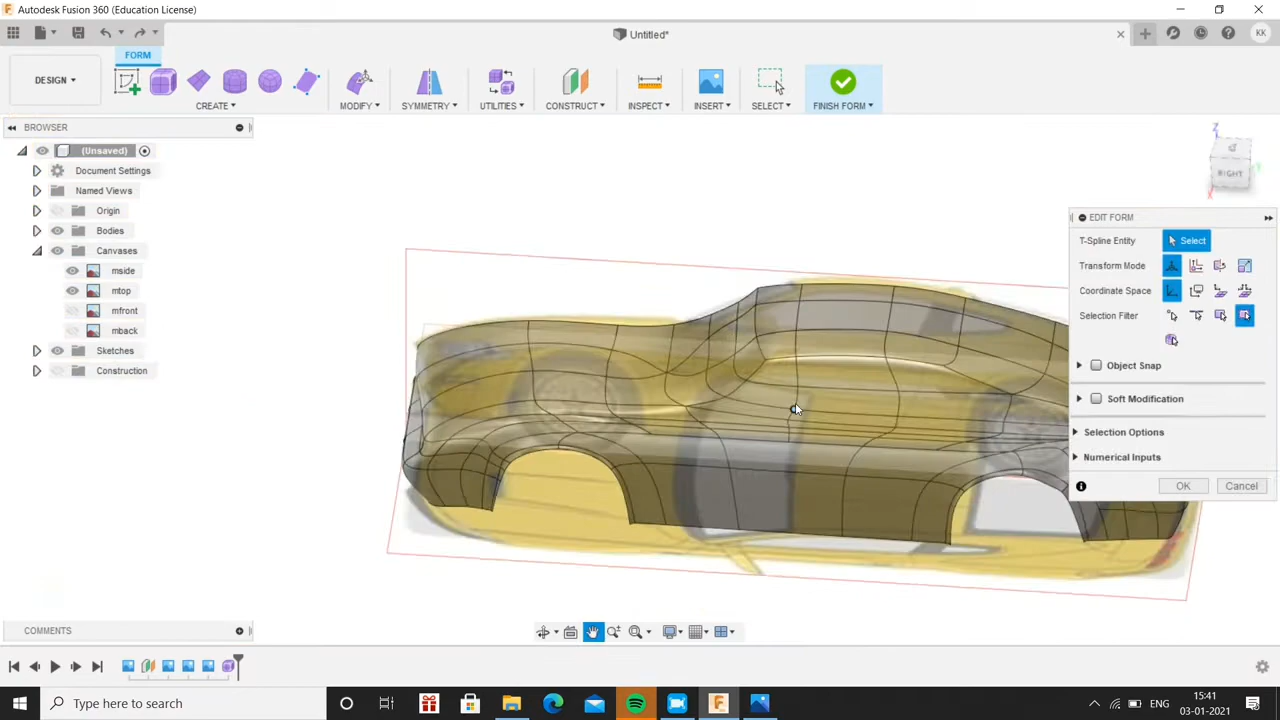 Autodesk Fusion 360 (Education License)
Untitled*
KK
FORM
DESIGN
CREATE
MODIFY
SYMMETRY
UTILITIES
CONSTRUCT
INSPECT
INSERT
SELECT
FINISH FORM
BROWSER
(Unsaved)
Document Settings
Named Views
Origin
Bodies
Canvases
mside
mtop
mfront
mback
Sketches
Construction
Z
RIGHT
X
EDIT FORM
T-Spline Entity
Select
Transform Mode
Coordinate Space
Selection Filter
Object Snap
Soft Modification
Selection Options
Numerical Inputs
OK
Cancel
COMMENTS
Type here to search
ENG
15:41
03-01-2021